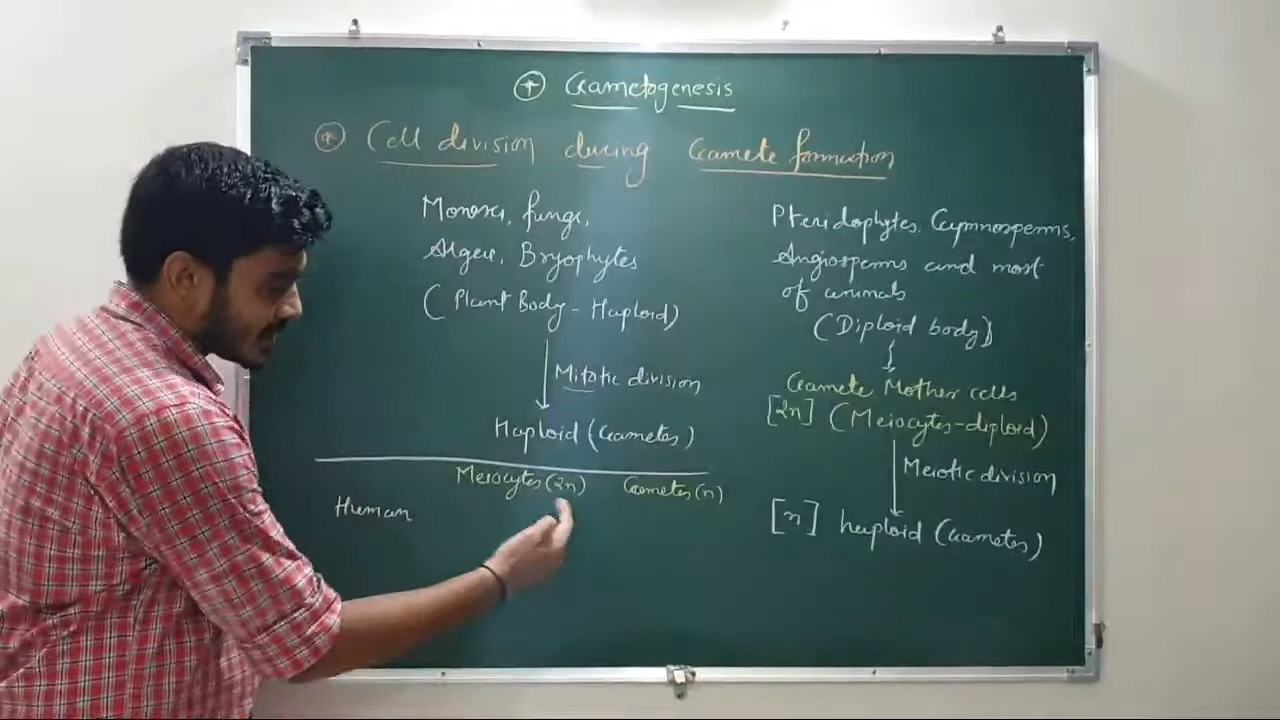 ⊕ Gametogenesis
⊛ Cell division during Gamete formation
Monera, fungi,
Algae, Bryophytes
(Plant Body - Haploid)
Mitotic division
Haploid (Gametes)
Pteridophytes, Gymnosperms,
Angiosperms and most
of animals
(Diploid body)
Gamete Mother cells
[2n] (Meiocytes-diploid)
Meiotic division
[n] haploid (Gametes)
Meiocytes (2n) Gametes (n)
Human